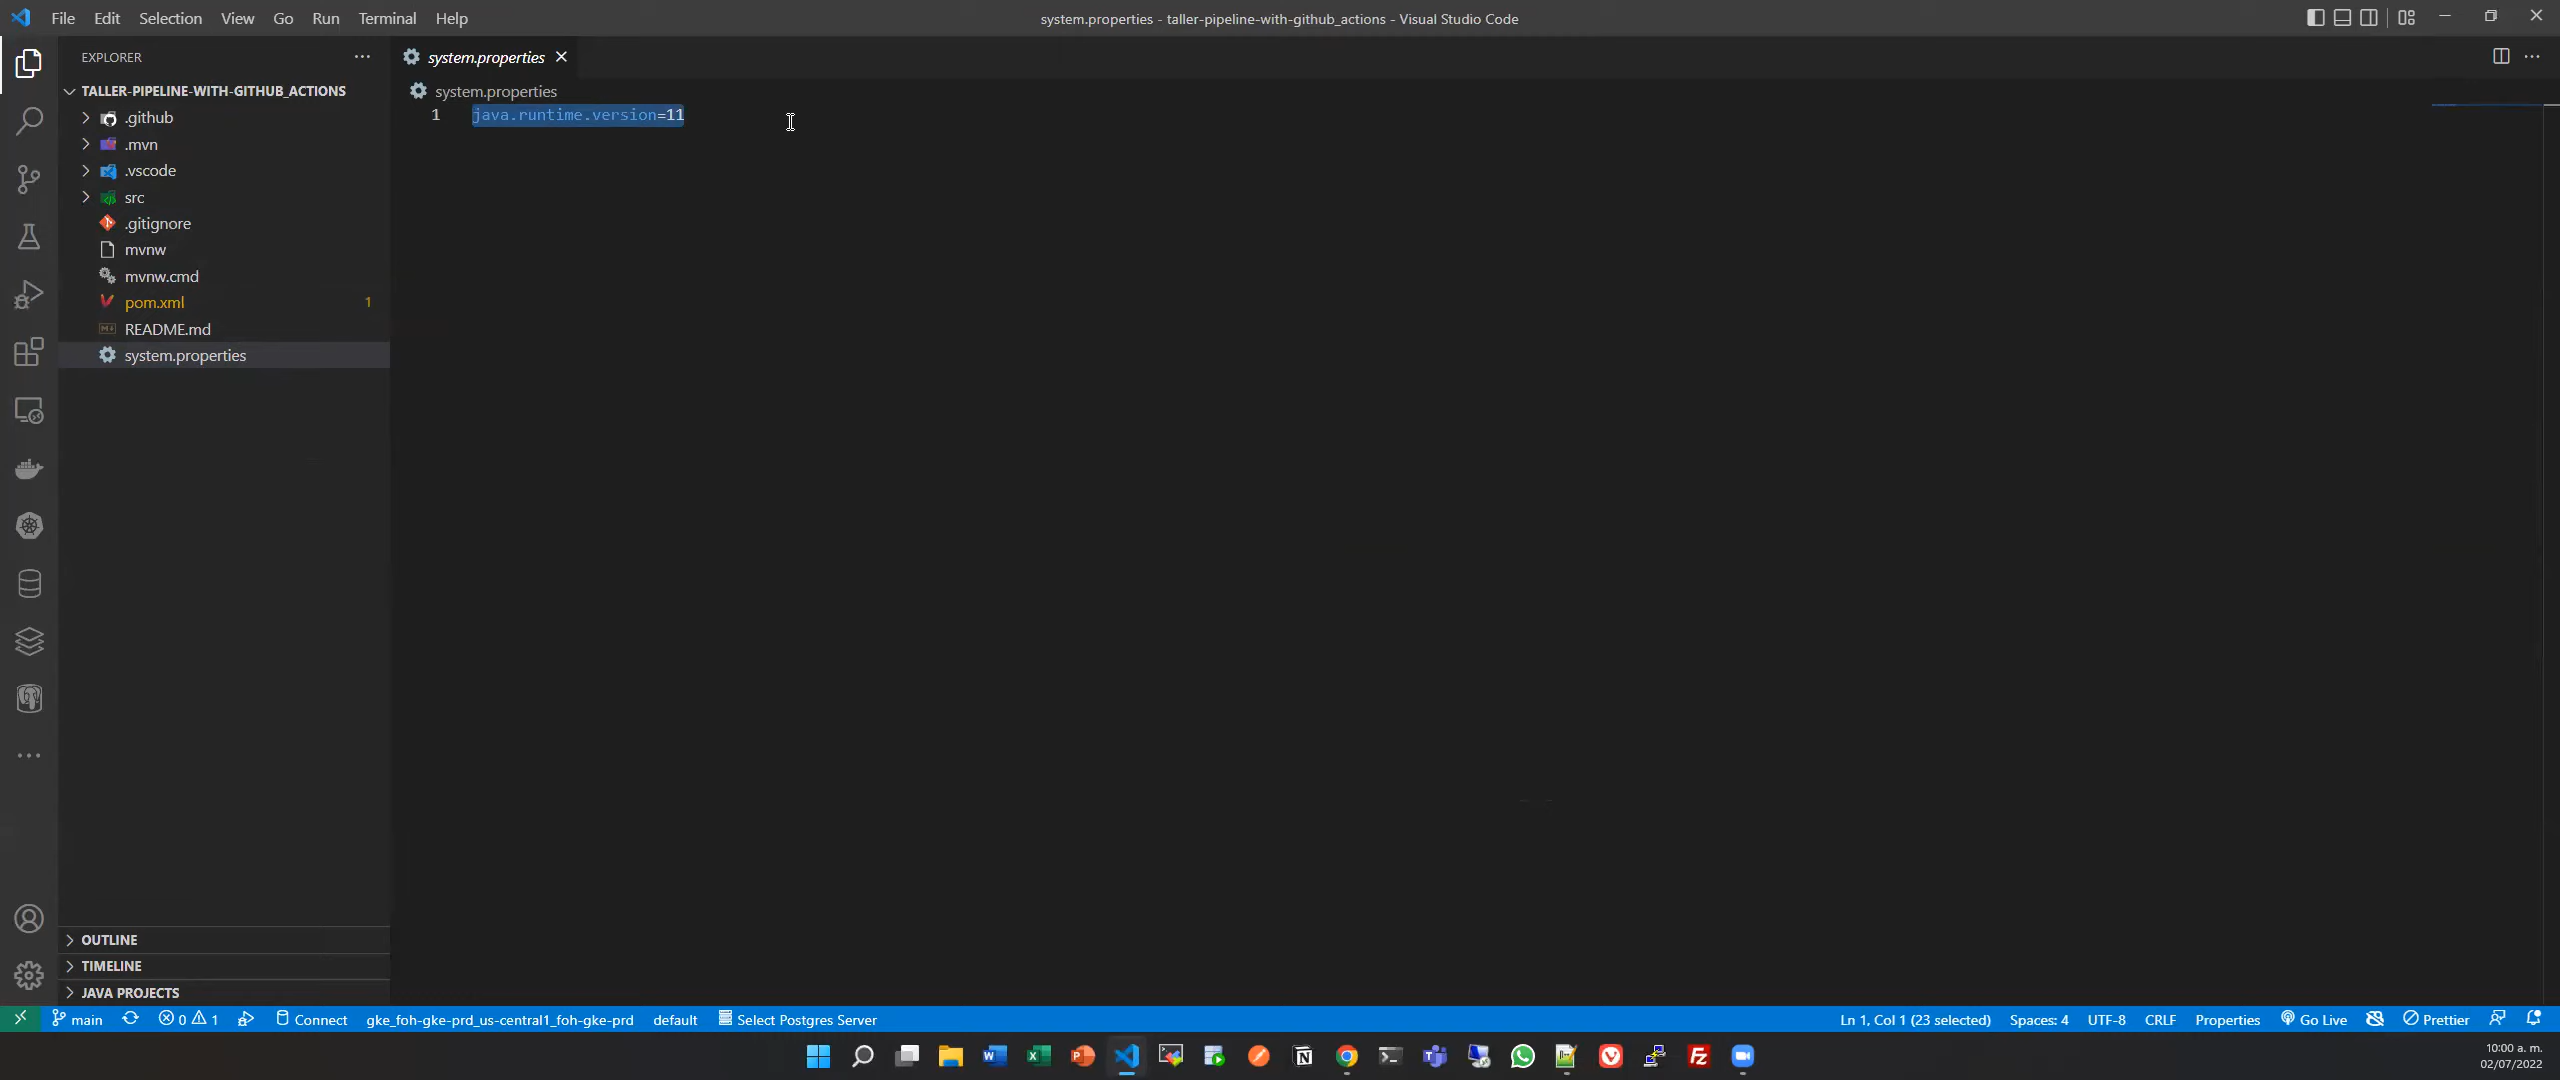 File Edit Selection View Go Run Terminal Help
system.properties - taller-pipeline-with-github_actions - Visual Studio Code
EXPLORER
TALLER-PIPELINE-WITH-GITHUB_ACTIONS
.github
.mvn
.vscode
src
.gitignore
mvnw
mvnw.cmd
pom.xml 1
README.md
system.properties
OUTLINE
TIMELINE
JAVA PROJECTS
system.properties
system.properties
1 java.runtime.version=11
main 0 1 Connect gke_foh-gke-prd_us-central1_foh-gke-prd default Select Postgres Server
Ln 1, Col 1 (23 selected) Spaces: 4 UTF-8 CRLF Properties Go Live Prettier
10:00 a. m.
02/07/2022